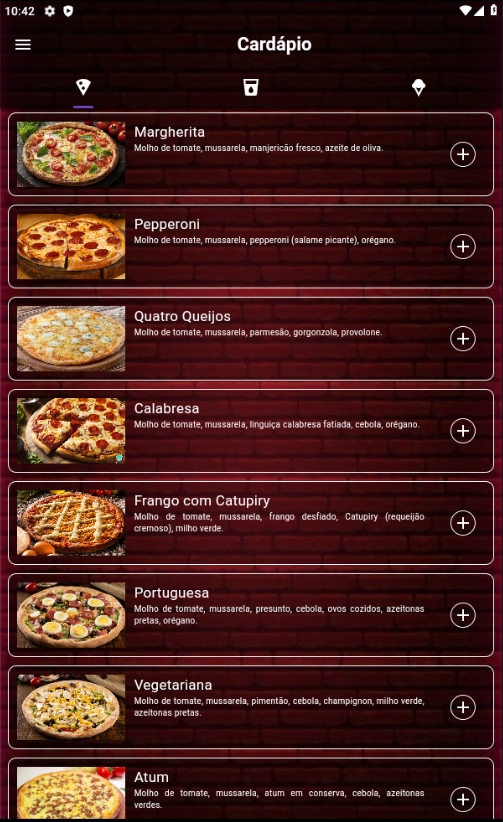 10:42
Cardápio
Margherita
Molho de tomate, mussarela, manjericão fresco, azeite de oliva.
Pepperoni
Molho de tomate, mussarela, pepperoni (salame picante), orégano.
Quatro Queijos
Molho de tomate, mussarela, parmesão, gorgonzola, provolone.
Calabresa
Molho de tomate, mussarela, linguiça calabresa fatiada, cebola, orégano.
Frango com Catupiry
Molho de tomate, mussarela, frango desfiado, Catupiry (requeijão
cremoso), milho verde.
Portuguesa
Molho de tomate, mussarela, presunto, cebola, ovos cozidos, azeitonas
pretas, orégano.
Vegetariana
Molho de tomate, mussarela, pimentão, cebola, champignon, milho verde,
azeitonas pretas.
Atum
Molho de tomate, mussarela, atum em conserva, cebola, azeitonas
verdes.